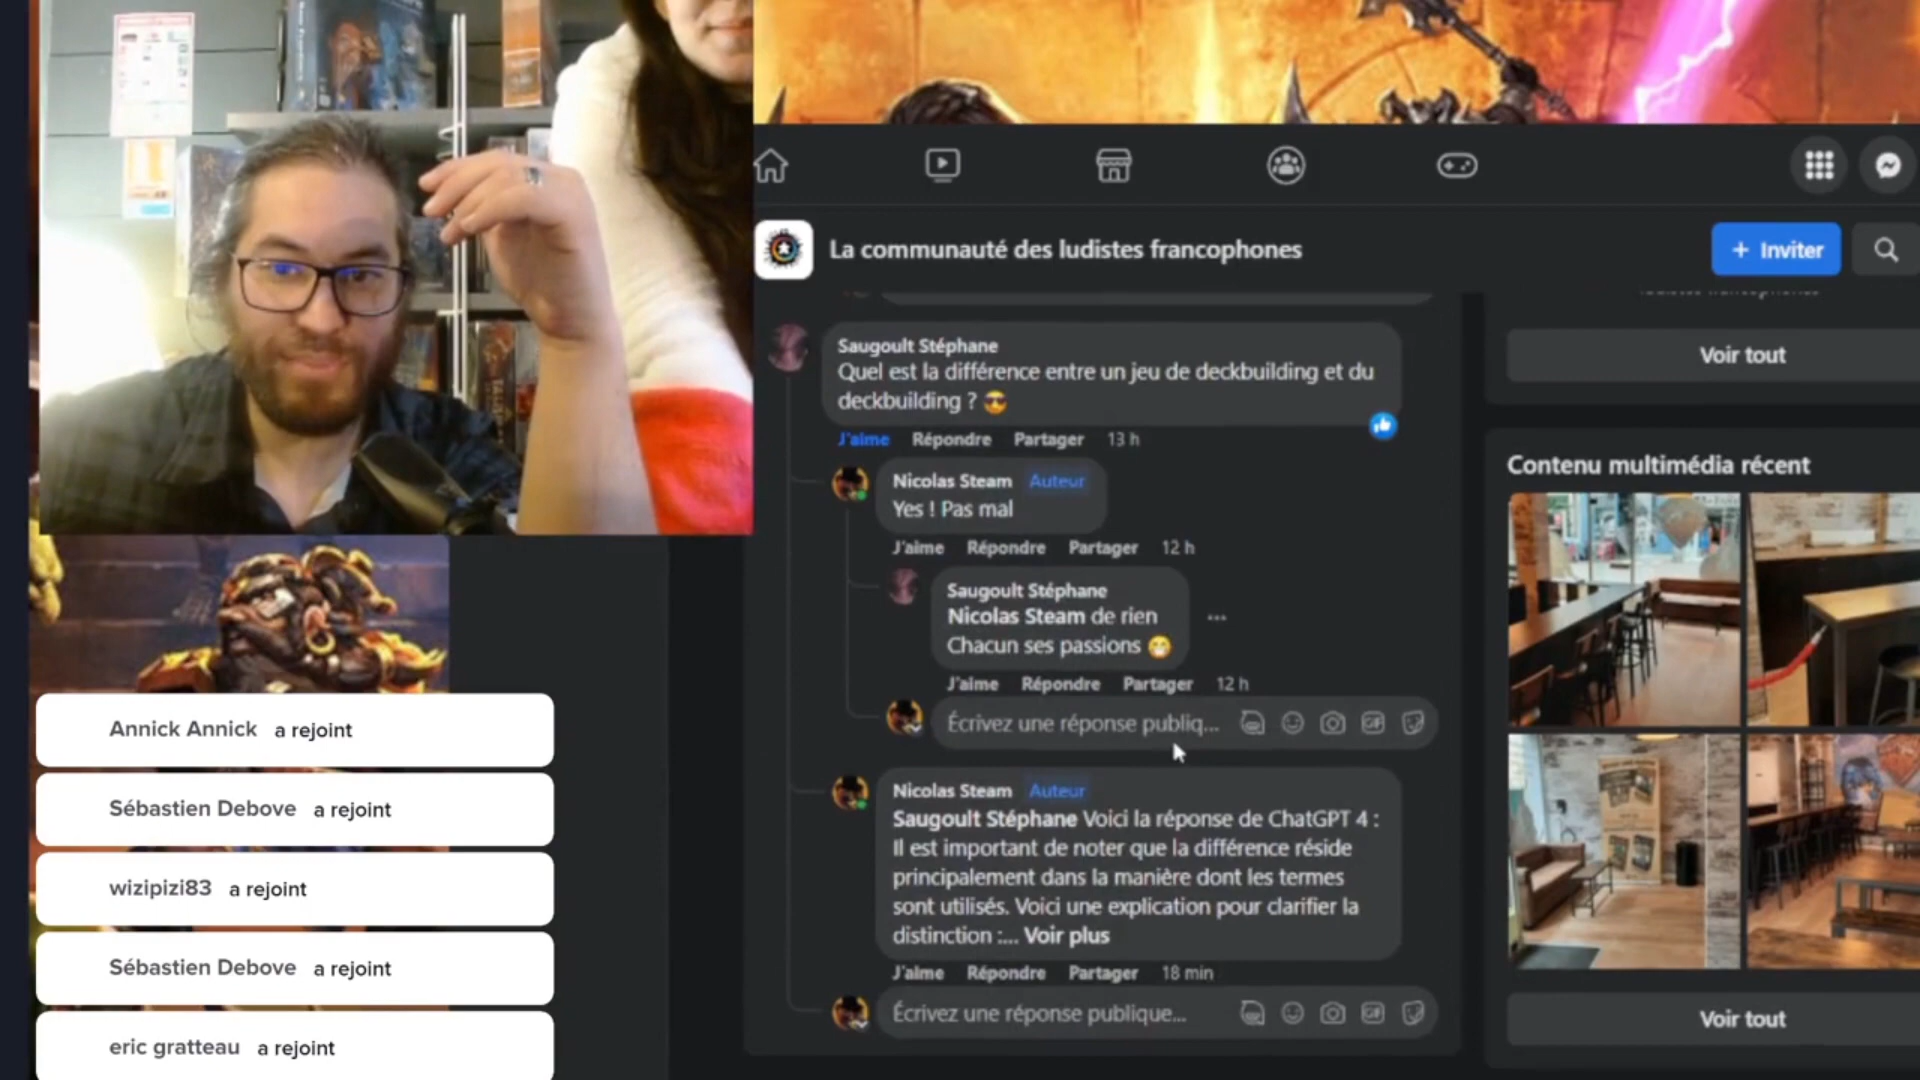 La communauté des ludistes francophones
+ Inviter
Saugoult Stéphane
Quel est la différence entre un jeu de deckbuilding et du
deckbuilding ? 😎
J'aime Répondre Partager 13 h
Nicolas Steam Auteur
Yes ! Pas mal
J'aime Répondre Partager 12 h
Saugoult Stéphane
Nicolas Steam de rien
Chacun ses passions 😁
J'aime Répondre Partager 12 h
Écrivez une réponse publiq...
GIF
Nicolas Steam Auteur
Saugoult Stéphane Voici la réponse de ChatGPT 4 :
Il est important de noter que la différence réside
principalement dans la manière dont les termes
sont utilisés. Voici une explication pour clarifier la
distinction :... Voir plus
J'aime Répondre Partager 18 min
Écrivez une réponse publique...
GIF
Voir tout
Contenu multimédia récent
Voir tout
Annick Annick a rejoint
Sébastien Debove a rejoint
wizipizi83 a rejoint
Sébastien Debove a rejoint
eric gratteau a rejoint